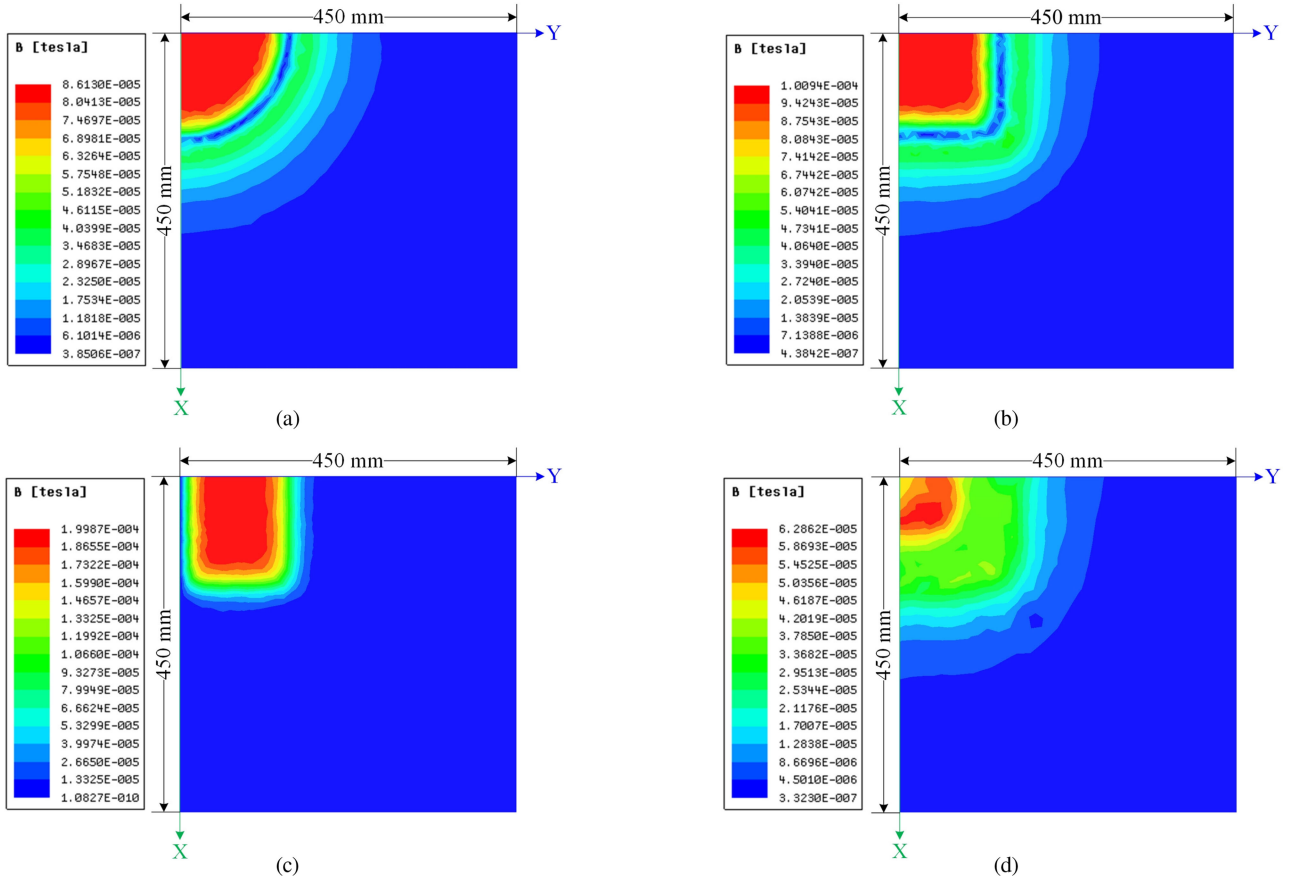 450 mm
Y
B [tesla]
8.6130E-005
8.0413E-005
7.4697E-005
6.8981E-005
6.3264E-005
5.7548E-005
5.1832E-005
4.6115E-005
4.0399E-005
3.4683E-005
2.8967E-005
2.3250E-005
1.7534E-005
1.1818E-005
6.1014E-006
3.8506E-007
450 mm
X
(a)
450 mm
Y
B [tesla]
1.0094E-004
9.4243E-005
8.7543E-005
8.0843E-005
7.4142E-005
6.7442E-005
6.0742E-005
5.4041E-005
4.7341E-005
4.0640E-005
3.3940E-005
2.7240E-005
2.0539E-005
1.3839E-005
7.1388E-006
4.3842E-007
450 mm
X
(b)
450 mm
Y
B [tesla]
1.9987E-004
1.8655E-004
1.7322E-004
1.5990E-004
1.4657E-004
1.3325E-004
1.1992E-004
1.0660E-004
9.3273E-005
7.9949E-005
6.6624E-005
5.3299E-005
3.9974E-005
2.6650E-005
1.3325E-005
1.0827E-010
450 mm
X
(c)
450 mm
Y
B [tesla]
6.2862E-005
5.8693E-005
5.4525E-005
5.0356E-005
4.6187E-005
4.2019E-005
3.7850E-005
3.3682E-005
2.9513E-005
2.5344E-005
2.1176E-005
1.7007E-005
1.2838E-005
8.6696E-006
4.5010E-006
3.3230E-007
450 mm
X
(d)